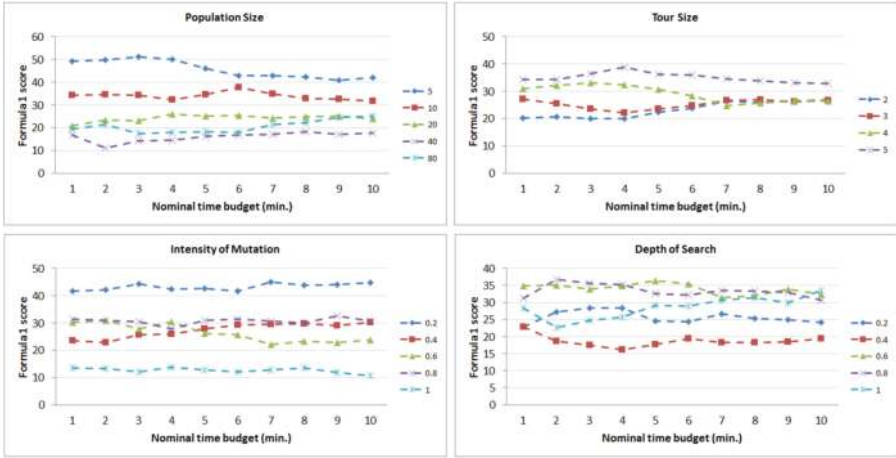 Population Size
Formula1 score
60
50
40
30
20
10
0
1 2 3 4 5 6 7 8 9 10
Nominal time budget (min.)
5
10
20
40
80
Tour Size
Formula1 score
50
40
30
20
10
0
1 2 3 4 5 6 7 8 9 10
Nominal time budget (min.)
2
3
4
5
Intensity of Mutation
Formula1 score
50
40
30
20
10
0
1 2 3 4 5 6 7 8 9 10
Nominal time budget (min.)
0.2
0.4
0.6
0.8
1
Depth of Search
Formula1 score
40
35
30
25
20
15
10
5
0
1 2 3 4 5 6 7 8 9 10
Nominal time budget (min.)
0.2
0.4
0.6
0.8
1